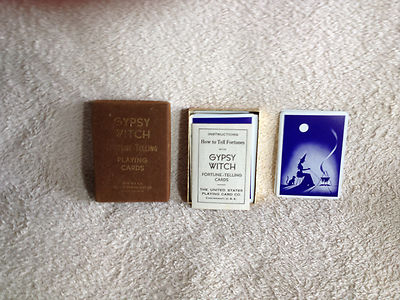 GYPSY
WITCH
FORTUNE-TELLING
PLAYING
CARDS
INSTRUCTIONS
How to Tell Fortunes
WITH
GYPSY
WITCH
FORTUNE-TELLING
CARDS
THE UNITED STATES
PLAYING CARD CO.